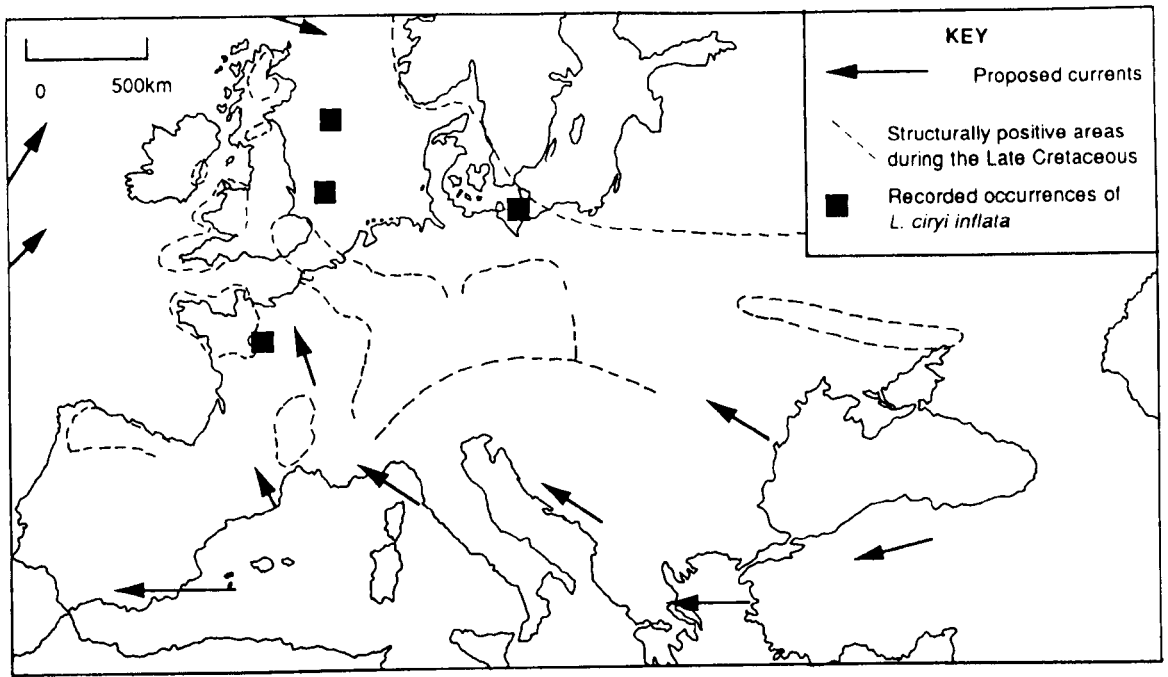 0 500km
KEY
Proposed currents
Structurally positive areas
during the Late Cretaceous
Recorded occurrences of
L. ciryi inflata